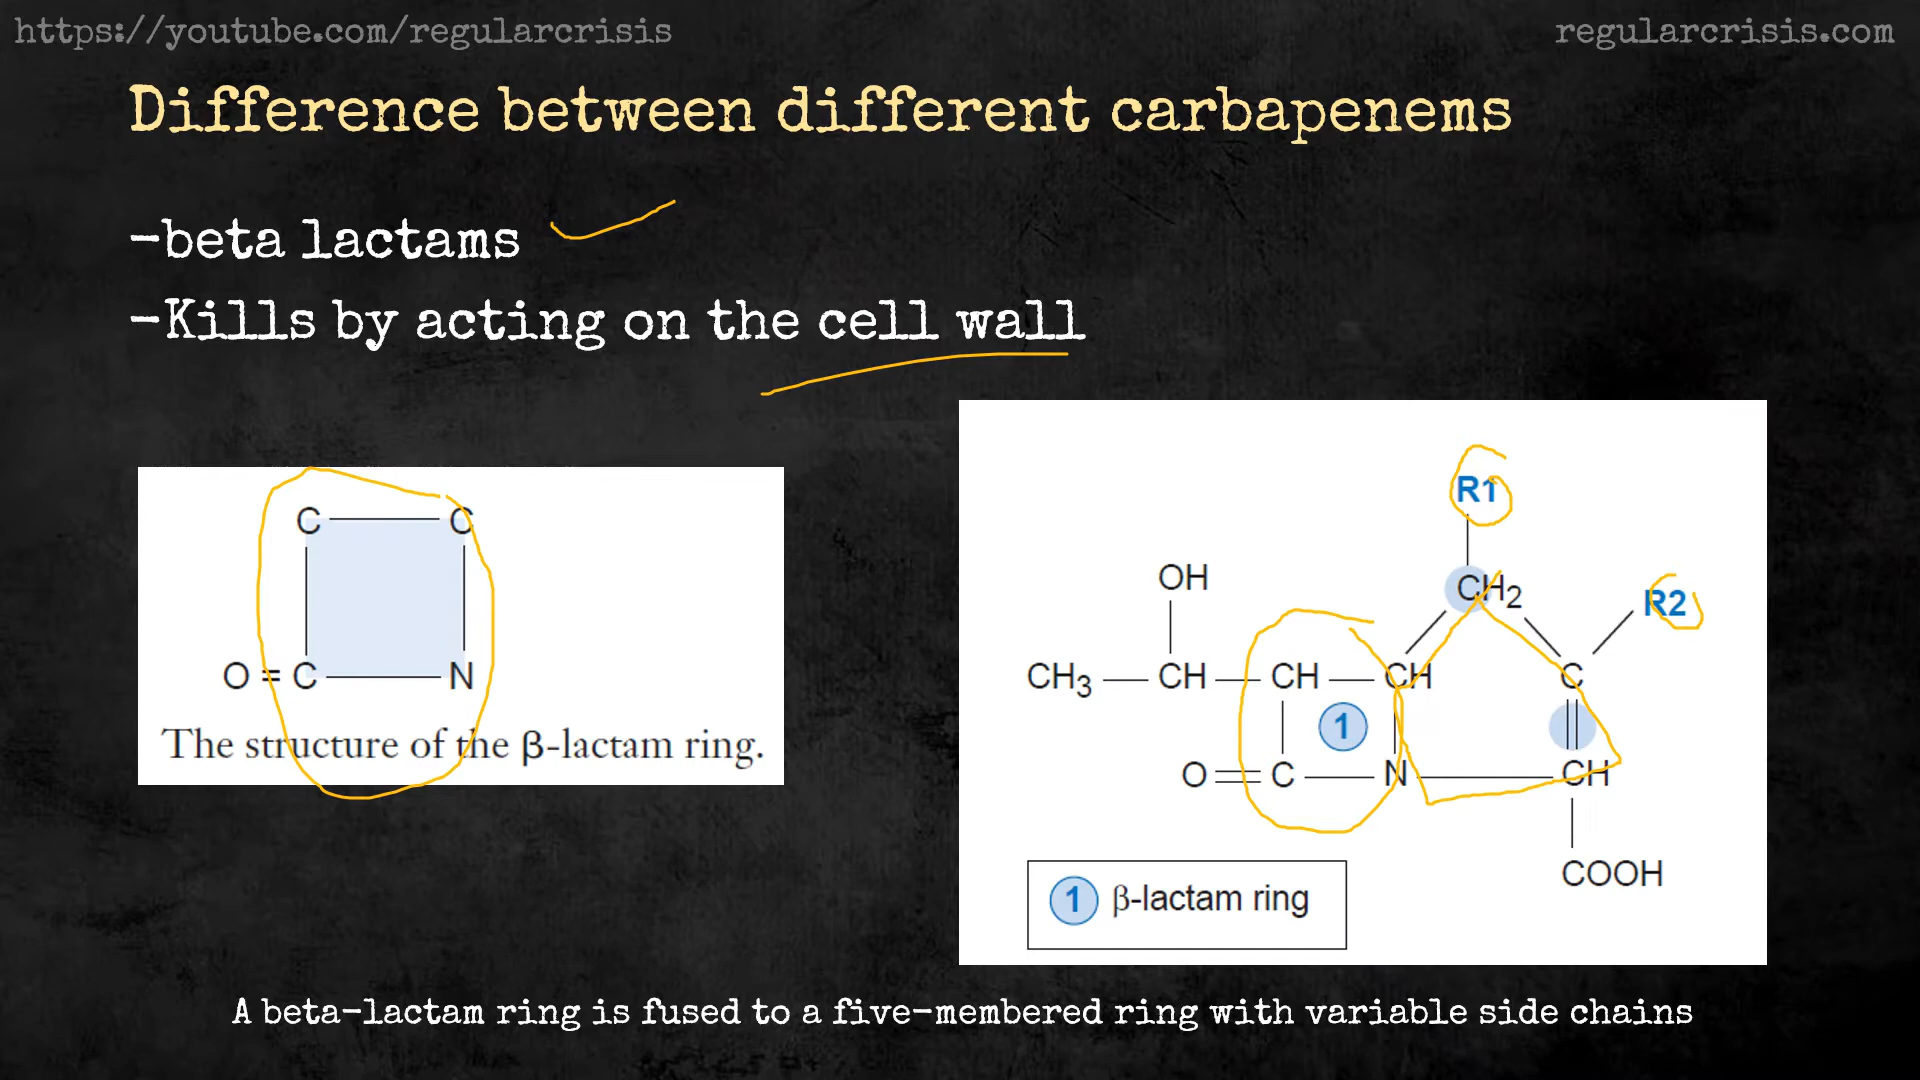 https://youtube.com/regularcrisis
regularcrisis.com
Difference between different carbapenems
-beta lactams
-Kills by acting on the cell wall
C C
O = C N
The structure of the β-lactam ring.
R1
OH
CH2
R2
CH3 CH CH CH C
1
O C N CH
COOH
1 β-lactam ring
A beta-lactam ring is fused to a five-membered ring with variable side chains